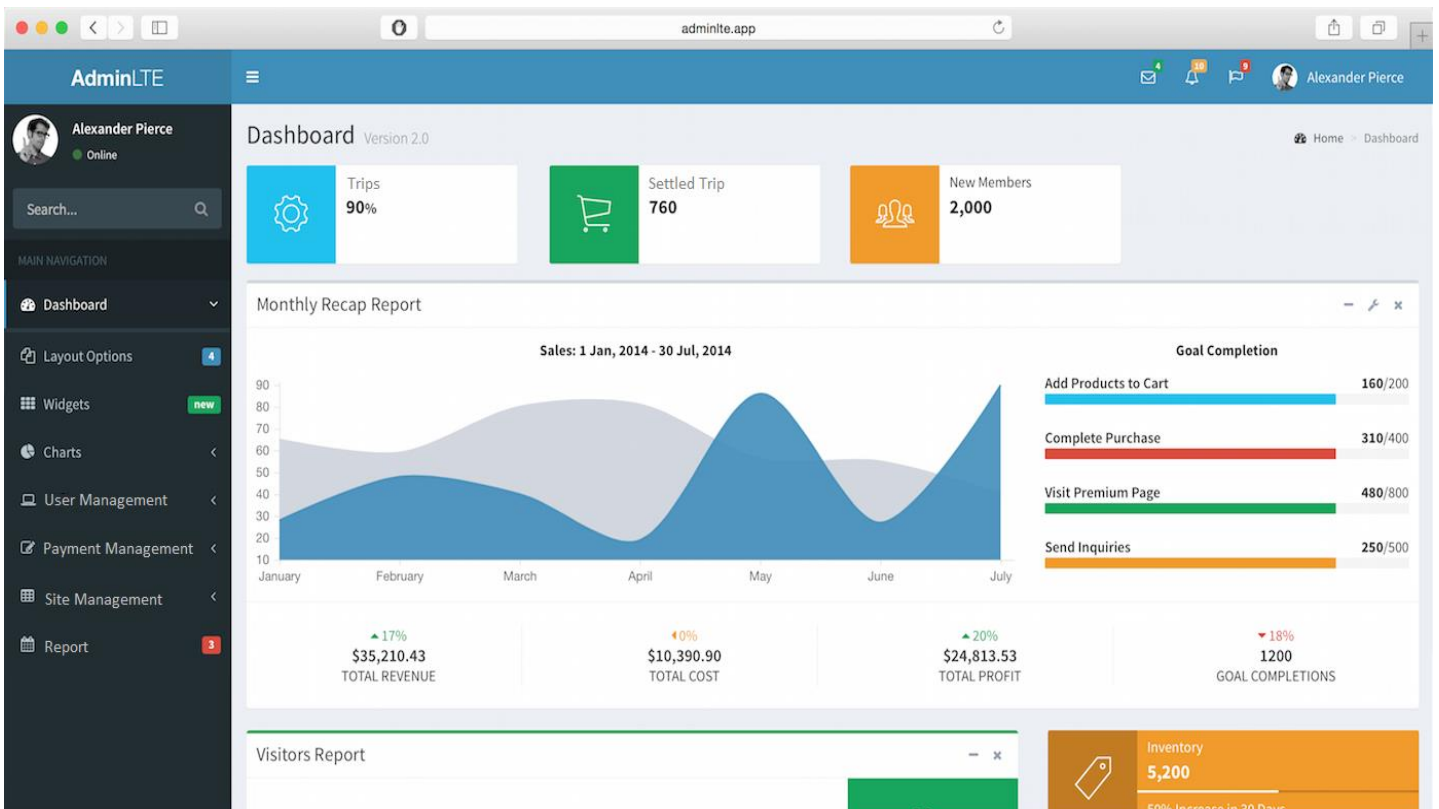 adminlte.app
AdminLTE
4
10
9
Alexander Pierce
Alexander Pierce
Online
Search...
MAIN NAVIGATION
Dashboard
Layout Options 4
Widgets new
Charts
User Management
Payment Management
Site Management
Report 3
Dashboard Version 2.0
Home > Dashboard
Trips
90%
Settled Trip
760
New Members
2,000
Monthly Recap Report
Sales: 1 Jan, 2014 - 30 Jul, 2014
90
80
70
60
50
40
30
20
10
January February March April May June July
Goal Completion
Add Products to Cart 160/200
Complete Purchase 310/400
Visit Premium Page 480/800
Send Inquiries 250/500
17%
$35,210.43
TOTAL REVENUE
0%
$10,390.90
TOTAL COST
20%
$24,813.53
TOTAL PROFIT
18%
1200
GOAL COMPLETIONS
Visitors Report
Inventory
5,200
50% Increase in 30 Days